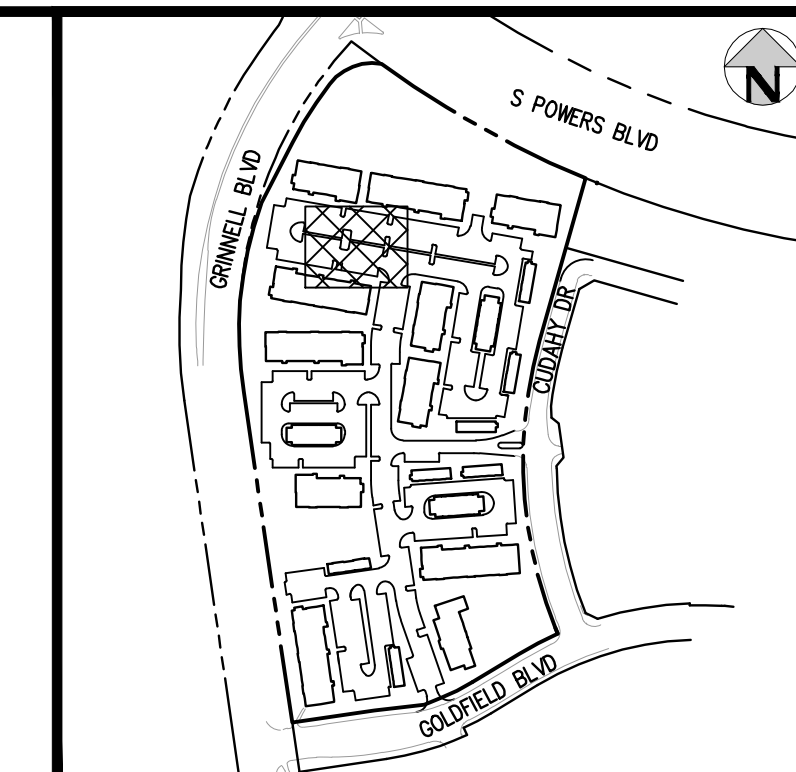 S POWERS BLVD
N
GRINNELL BLVD
CUDAHY DR
GOLDFIELD BLVD